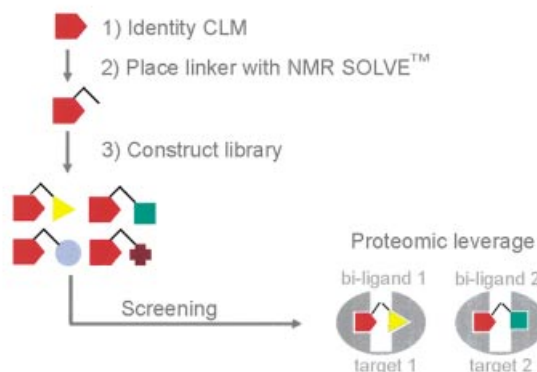 1) Identity CLM
2) Place linker with NMR SOLVE™
3) Construct library
Proteomic leverage
bi-ligand 1 bi-ligand 2
Screening
target 1 target 2